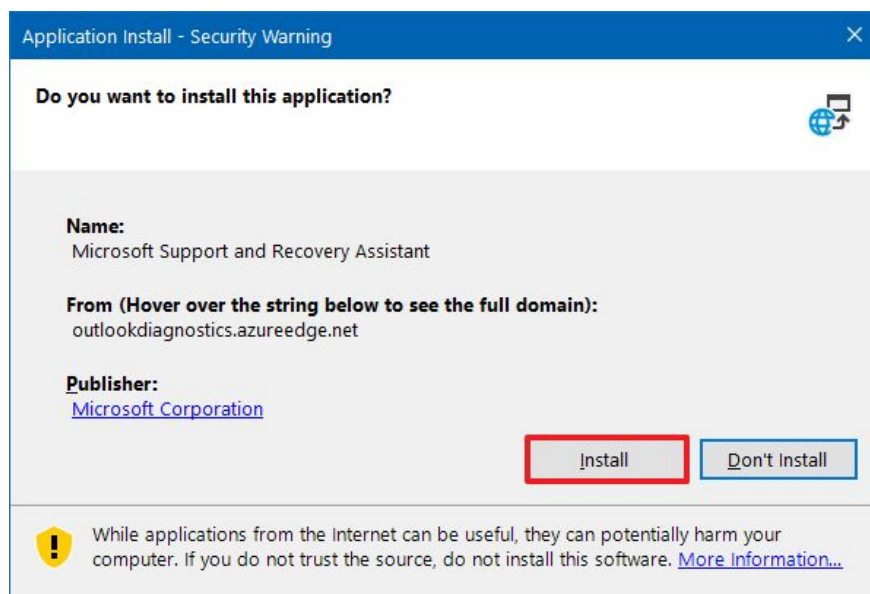 Application Install - Security Warning
Do you want to install this application?
Name:
Microsoft Support and Recovery Assistant
From (Hover over the string below to see the full domain):
outlookdiagnostics.azureedge.net
Publisher:
Microsoft Corporation
Install
Don't Install
While applications from the Internet can be useful, they can potentially harm your
computer. If you do not trust the source, do not install this software. More Information...